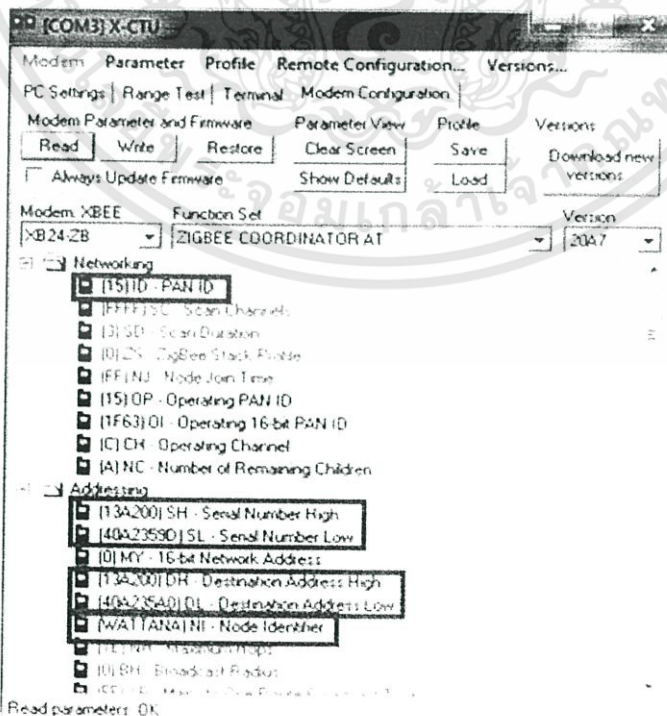 [COM3] X-CTU
Modem Parameter Profile Remote Configuration... Versions...
PC Settings Range Test Terminal Modem Configuration
Modem Parameter and Firmware Parameter View Profile Versions
Read Write Restore Clear Screen Save Download new versions
Always Update Firmware Show Defaults Load
Modem: XBEE Function Set Version
XB24-ZB ZIGBEE COORDINATOR AT 20A7
Networking
[15] ID - PAN ID
[FFFF] SC - Scan Channels
[3] SD - Scan Duration
[0] ZS - ZigBee Stack Profile
[FF] NJ - Node Join Time
[15] OP - Operating PAN ID
[1F63] OI - Operating 16-bit PAN ID
[C] CH - Operating Channel
[A] NC - Number of Remaining Children
Addressing
[13A200] SH - Serial Number High
[40A2359D] SL - Serial Number Low
[0] MY - 16-bit Network Address
[13A200] DH - Destination Address High
[40A235A0] DL - Destination Address Low
[WATTANA] NI - Node Identifier
[1E] NH - Maximum Hops
[0] BH - Broadcast Radius
Read parameters: OK